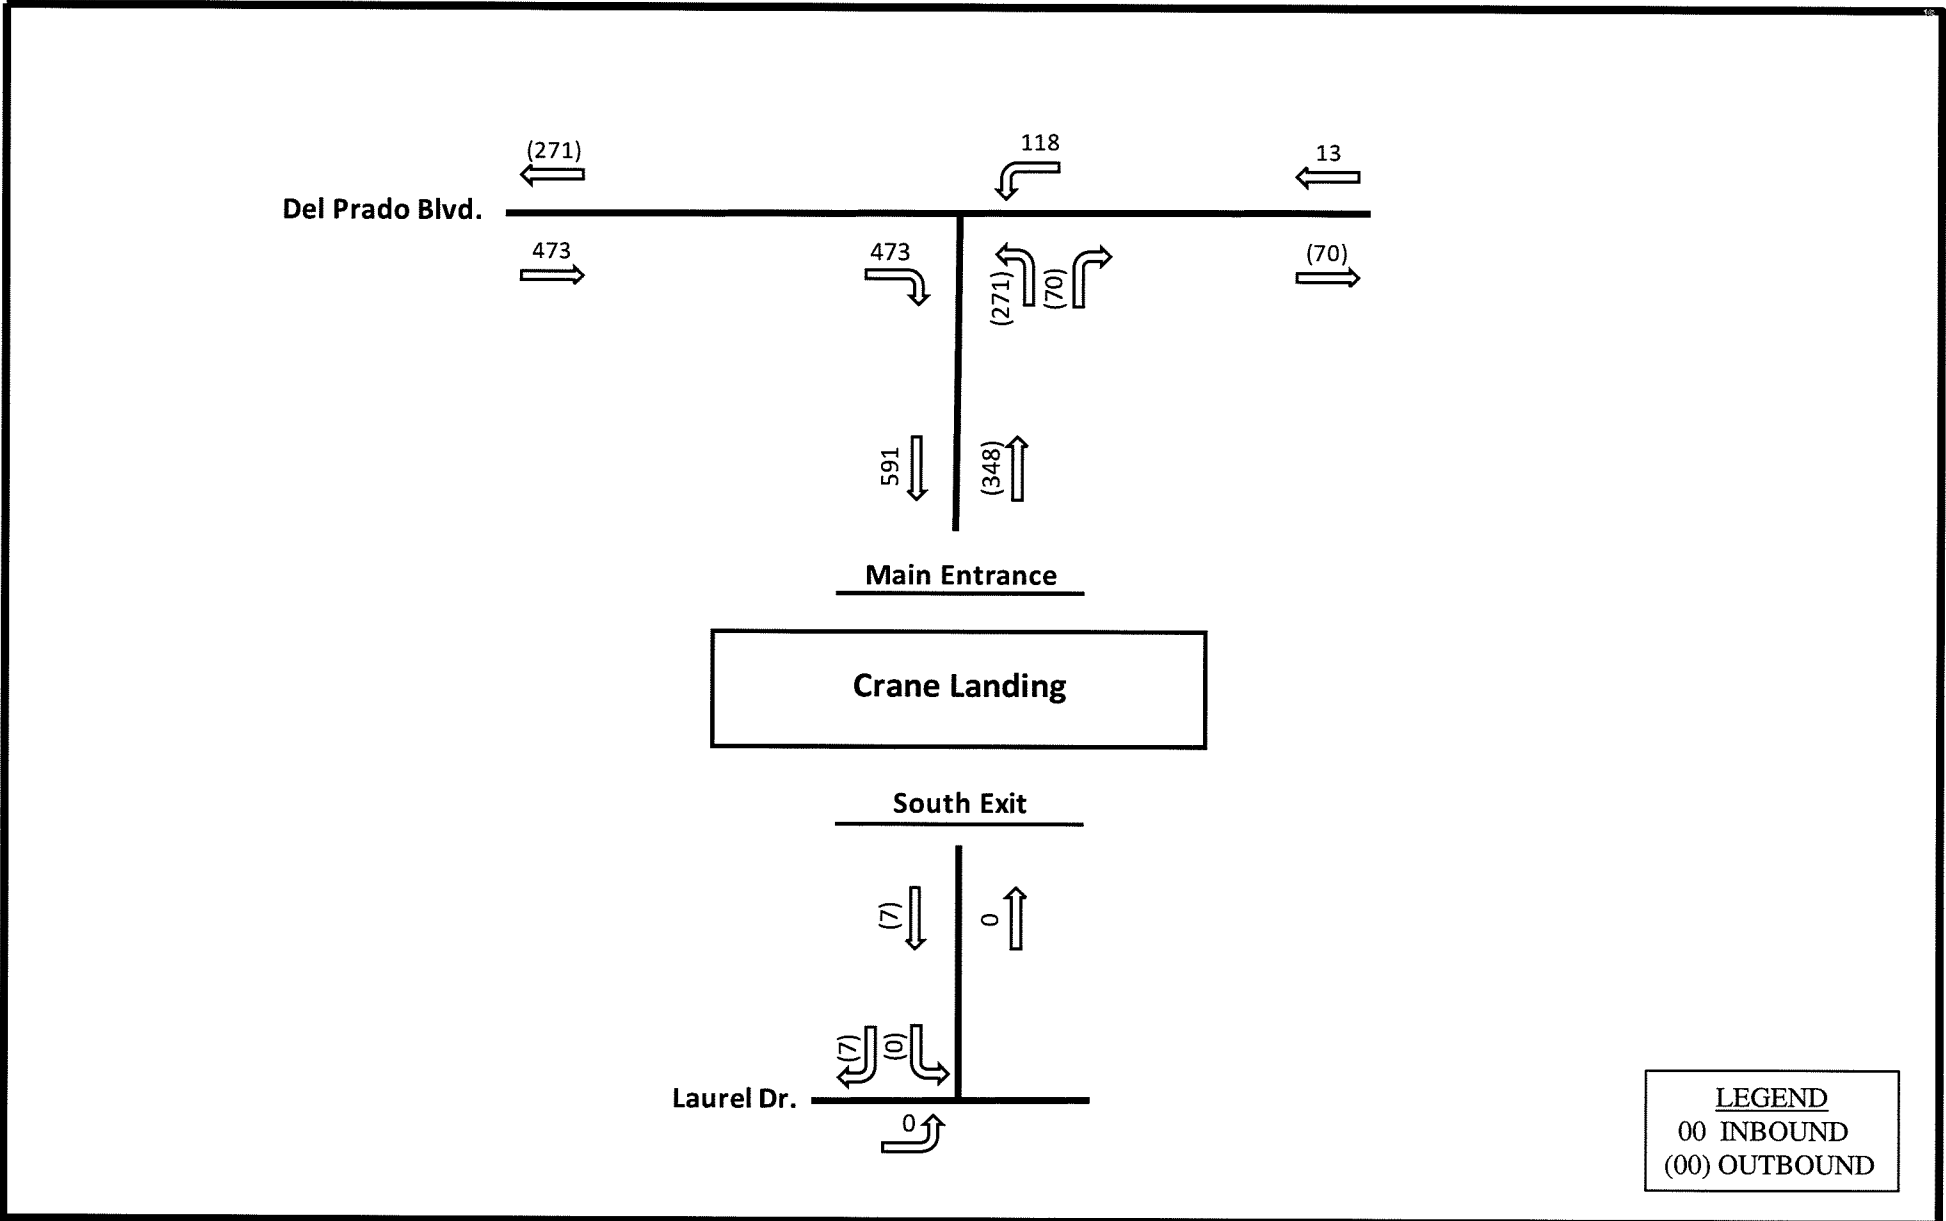 (271)
118
13
Del Prado Blvd.
473
473
(271)
(70)
(70)
591
(348)
Main Entrance
Crane Landing
South Exit
(7)
0
(7)
(0)
Laurel Dr.
0
LEGEND
00 INBOUND
(00) OUTBOUND